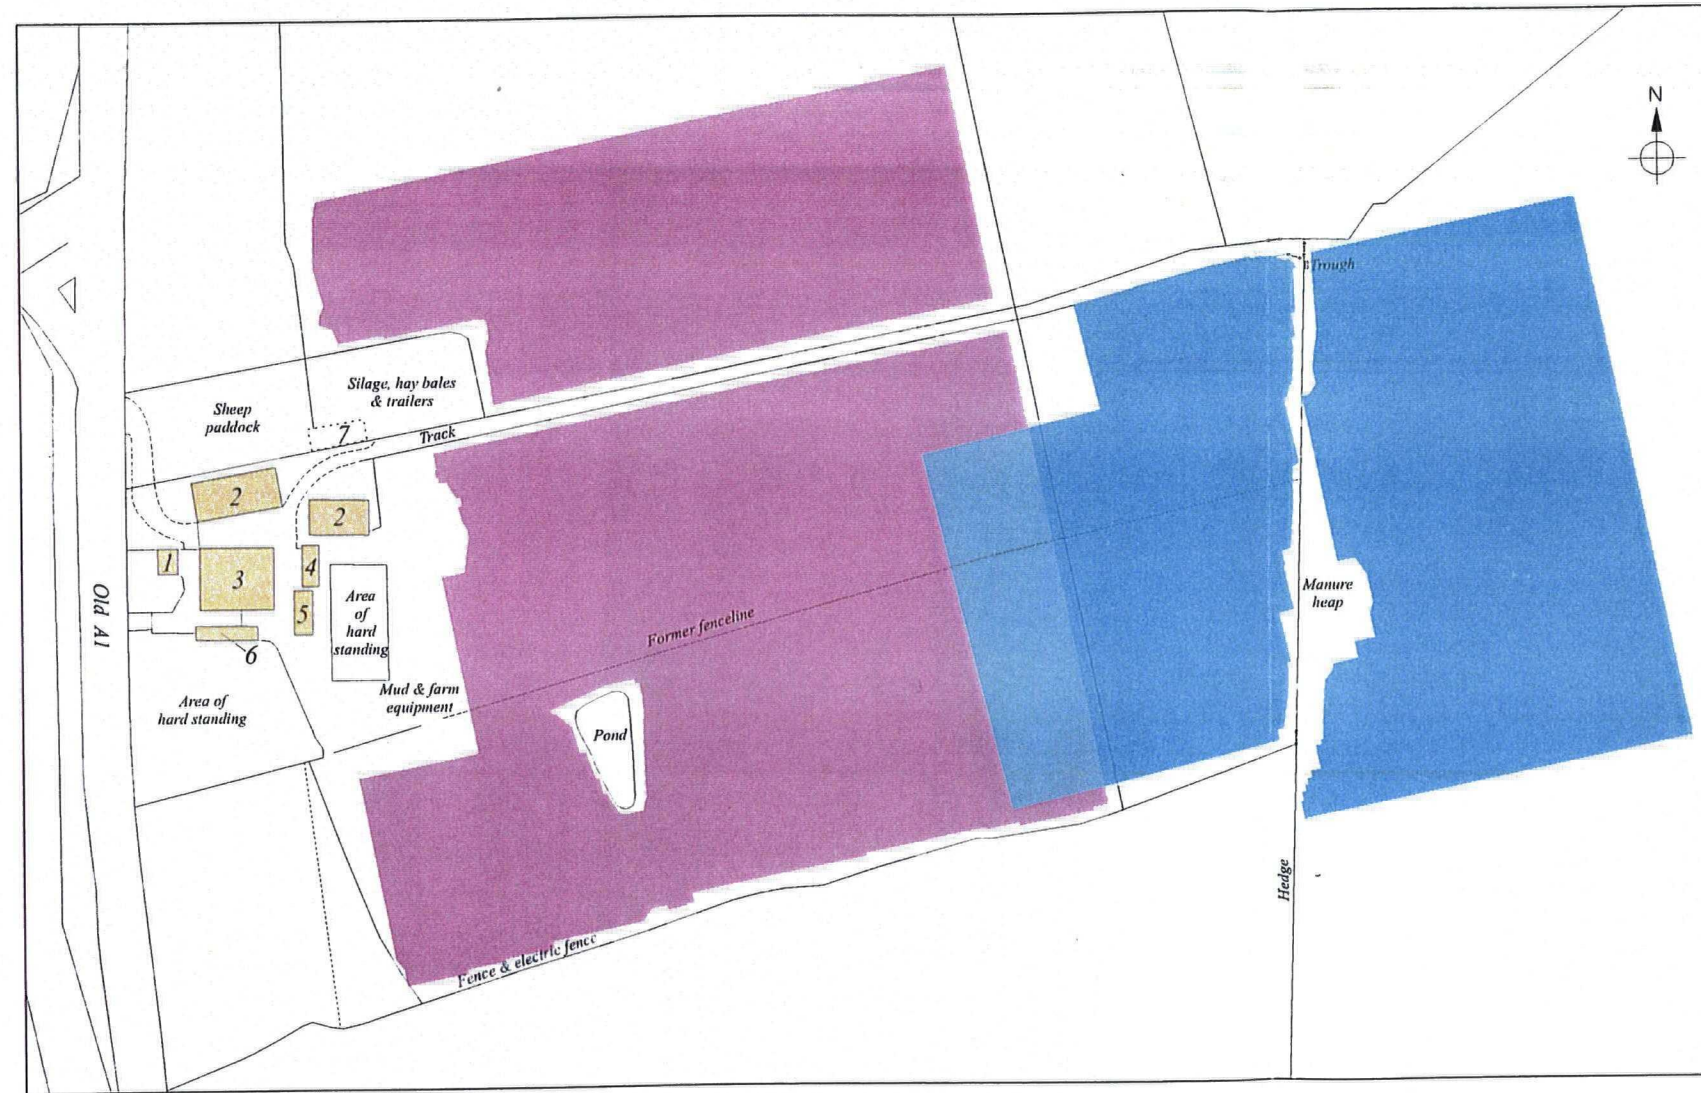 N
Trough
Silage, hay bales
& trailers
Sheep
paddock
7
Track
2
2
1
3
4
5
6
Area
of
hard
standing
Old A1
Manure
heap
Former fenceline
Mud & farm
equipment
Area of
hard standing
Pond
Hedge
Fence & electric fence